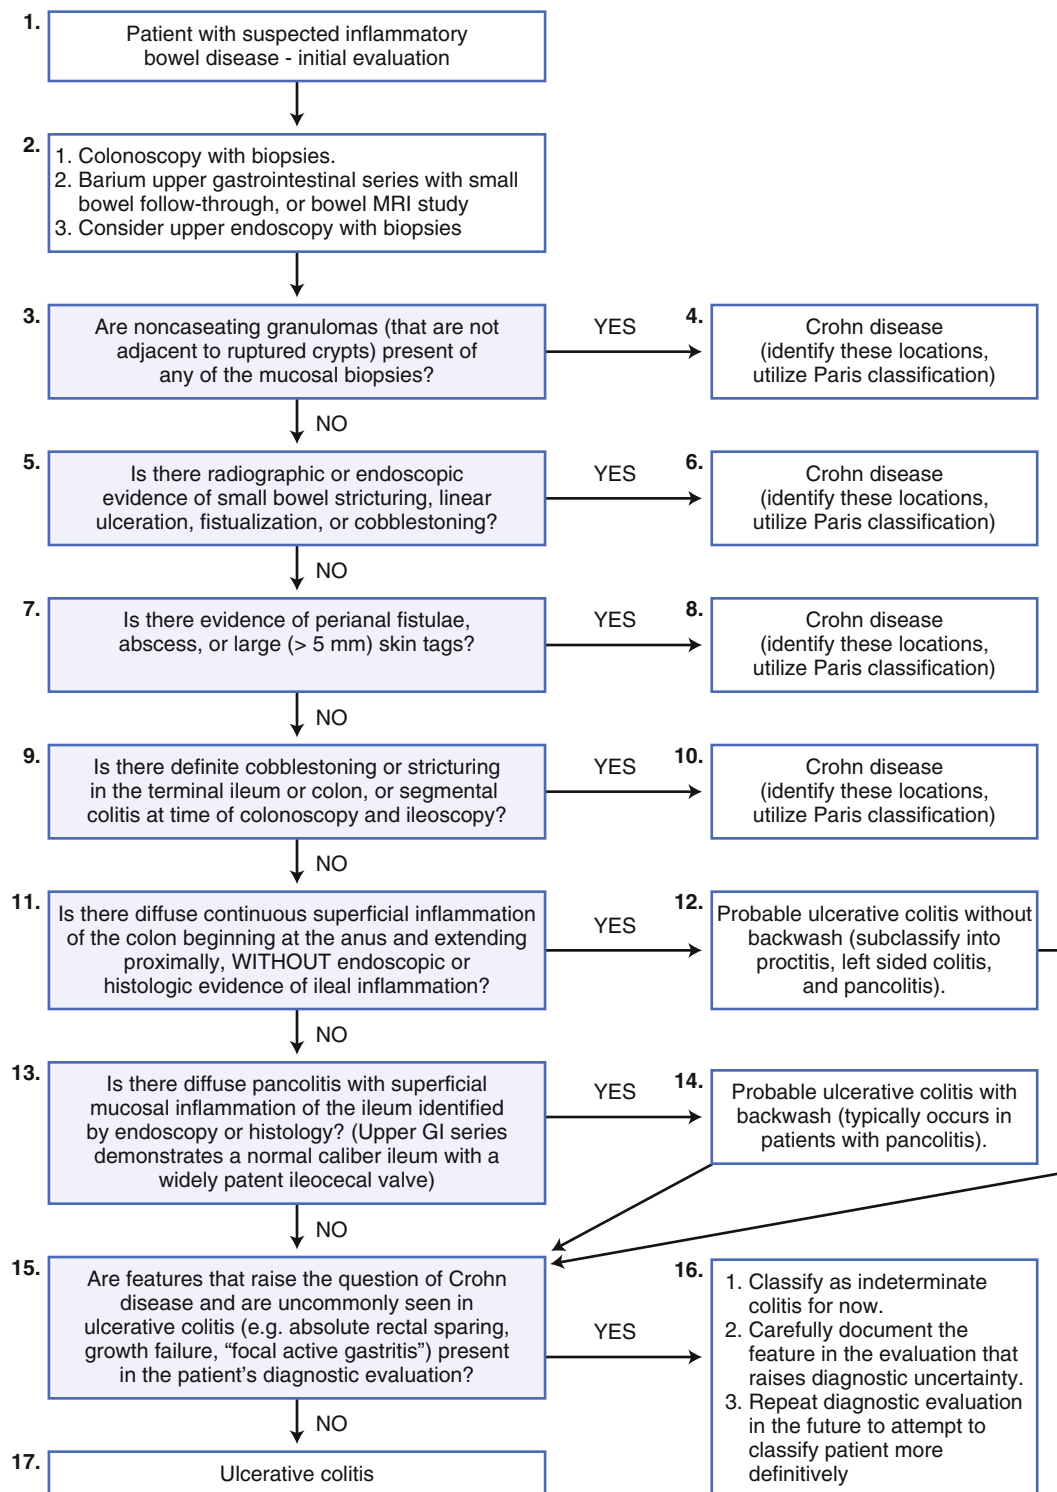 1.
Patient with suspected inflammatory
bowel disease - initial evaluation
2.
1. Colonoscopy with biopsies.
2. Barium upper gastrointestinal series with small
bowel follow-through, or bowel MRI study
3. Consider upper endoscopy with biopsies
3.
Are noncaseating granulomas (that are not
adjacent to ruptured crypts) present of
any of the mucosal biopsies?
YES
4.
Crohn disease
(identify these locations,
utilize Paris classification)
NO
5.
Is there radiographic or endoscopic
evidence of small bowel stricturing, linear
ulceration, fistualization, or cobblestoning?
YES
6.
Crohn disease
(identify these locations,
utilize Paris classification)
NO
7.
Is there evidence of perianal fistulae,
abscess, or large (> 5 mm) skin tags?
YES
8.
Crohn disease
(identify these locations,
utilize Paris classification)
NO
9.
Is there definite cobblestoning or stricturing
in the terminal ileum or colon, or segmental
colitis at time of colonoscopy and ileoscopy?
YES
10.
Crohn disease
(identify these locations,
utilize Paris classification)
NO
11.
Is there diffuse continuous superficial inflammation
of the colon beginning at the anus and extending
proximally, WITHOUT endoscopic or
histologic evidence of ileal inflammation?
YES
12.
Probable ulcerative colitis without
backwash (subclassify into
proctitis, left sided colitis,
and pancolitis).
NO
13.
Is there diffuse pancolitis with superficial
mucosal inflammation of the ileum identified
by endoscopy or histology? (Upper GI series
demonstrates a normal caliber ileum with a
widely patent ileocecal valve)
YES
14.
Probable ulcerative colitis with
backwash (typically occurs in
patients with pancolitis).
NO
15.
Are features that raise the question of Crohn
disease and are uncommonly seen in
ulcerative colitis (e.g. absolute rectal sparing,
growth failure, “focal active gastritis”) present
in the patient’s diagnostic evaluation?
YES
16.
1. Classify as indeterminate
colitis for now.
2. Carefully document the
feature in the evaluation that
raises diagnostic uncertainty.
3. Repeat diagnostic evaluation
in the future to attempt to
classify patient more
definitively
NO
17.
Ulcerative colitis